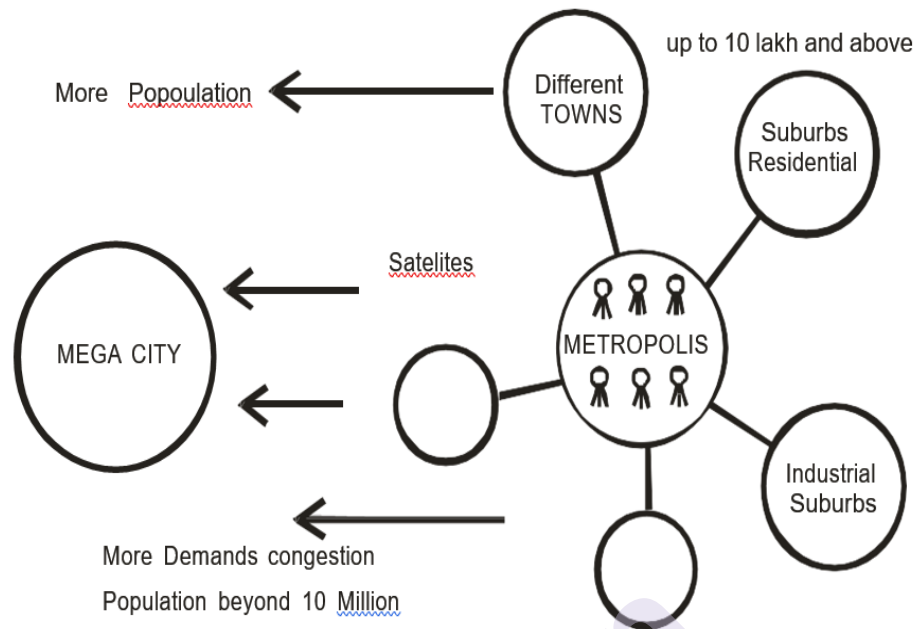 up to 10 lakh and above
Different
TOWNS
More Popoulation
Suburbs
Residential
Satelites
METROPOLIS
MEGA CITY
Industrial
Suburbs
More Demands congestion
Population beyond 10 Million